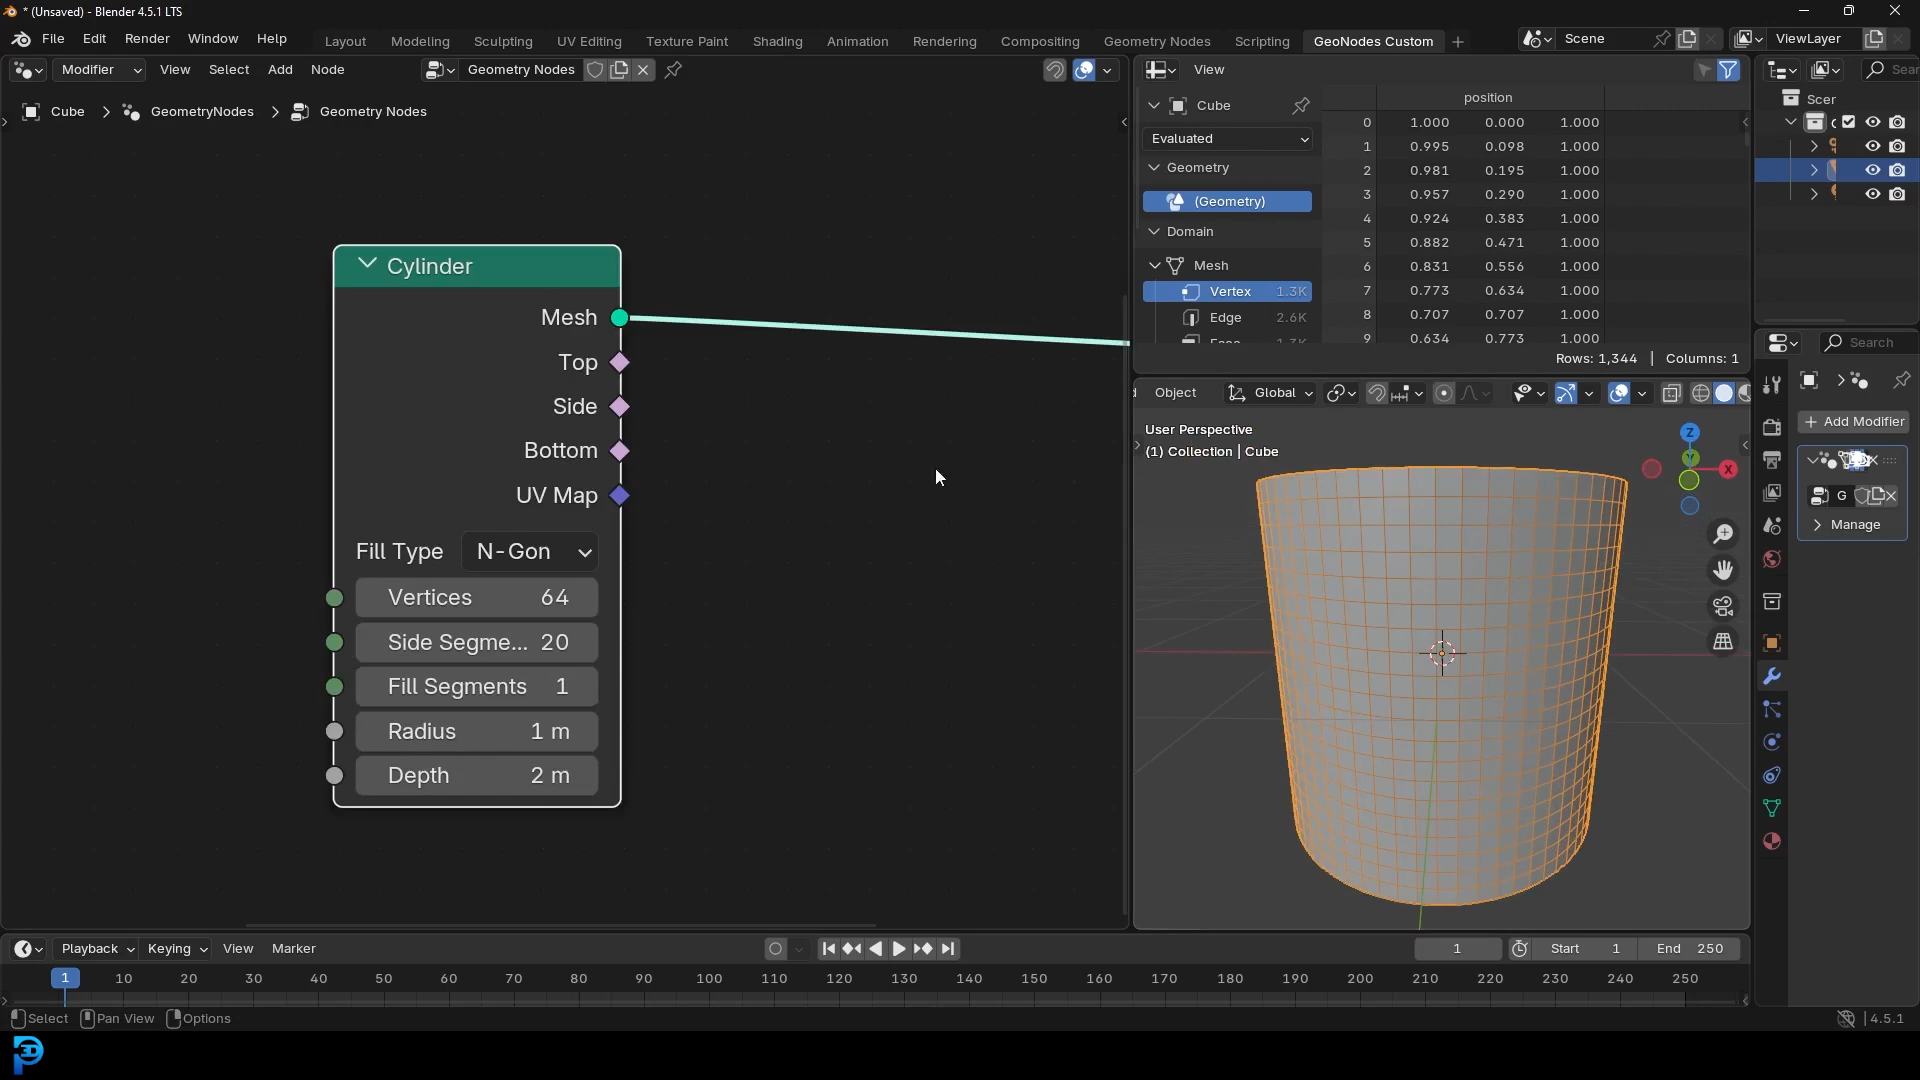 * (Unsaved) - Blender 4.5.1 LTS
File Edit Render Window Help
Layout Modeling Sculpting UV Editing Texture Paint Shading Animation Rendering Compositing Geometry Nodes Scripting GeoNodes Custom +
Scene
ViewLayer
Modifier View Select Add Node
Geometry Nodes
Cube > GeometryNodes > Geometry Nodes
Cylinder
Mesh
Top
Side
Bottom
UV Map
Fill Type N-Gon
Vertices 64
Side Segme... 20
Fill Segments 1
Radius 1 m
Depth 2 m
View
Cube
Evaluated
Geometry
(Geometry)
Domain
Mesh
Vertex 1.3K
Edge 2.6K
position
0 1.000 0.000 1.000
1 0.995 0.098 1.000
2 0.981 0.195 1.000
3 0.957 0.290 1.000
4 0.924 0.383 1.000
5 0.882 0.471 1.000
6 0.831 0.556 1.000
7 0.773 0.634 1.000
8 0.707 0.707 1.000
9 0.634 0.773 1.000
Rows: 1,344 | Columns: 1
Object Global
User Perspective
(1) Collection | Cube
Z
Y
X
Sear
Scer
Search
Add Modifier
G
Manage
Playback Keying View Marker
1
Start 1
End 250
1 10 20 30 40 50 60 70 80 90 100 110 120 130 140 150 160 170 180 190 200 210 220 230 240 250
Select Pan View Options
4.5.1
3D